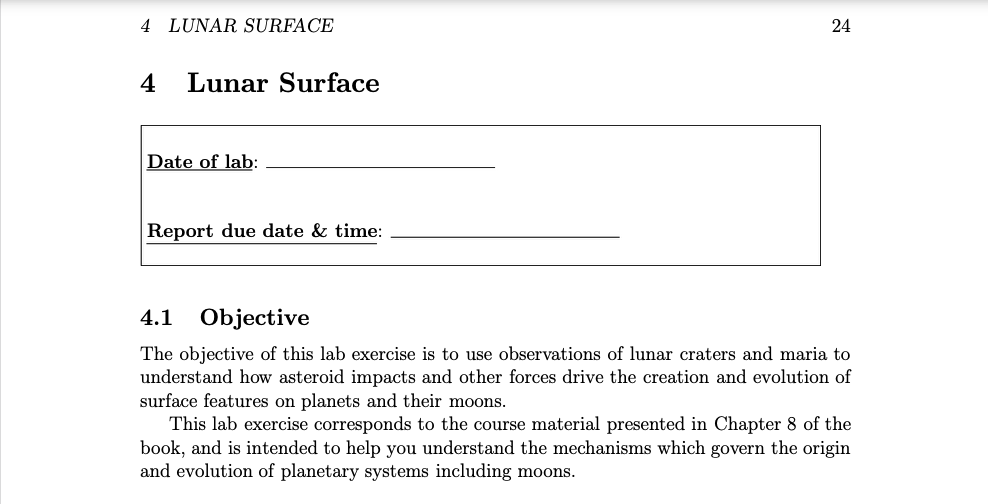 4 LUNAR SURFACE 24
4 Lunar Surface
Date of lab:
Report due date & time:
4.1 Objective
The objective of this lab exercise is to use observations of lunar craters and maria to
understand how asteroid impacts and other forces drive the creation and evolution of
surface features on planets and their moons.
This lab exercise corresponds to the course material presented in Chapter 8 of the
book, and is intended to help you understand the mechanisms which govern the origin
and evolution of planetary systems including moons.